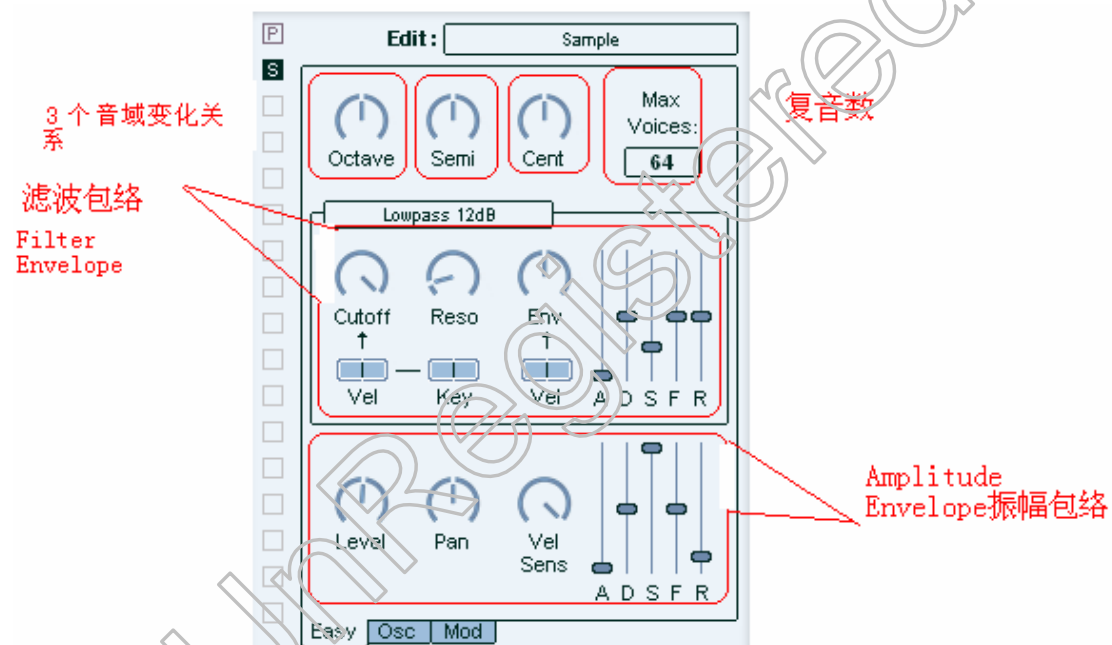 P
Edit:
Sample
S
3个音域变化关
系
Octave
Semi
Cent
Max
Voices:
64
复音数
滤波包络
Filter
Envelope
Lowpass 12dB
Cutoff
Reso
Env
Vel
Key
Vel
A D S F R
Level
Pan
Vel
Sens
A D S F R
Amplitude
Envelope振幅包络
Easy
Osc
Mod
UnRegistered